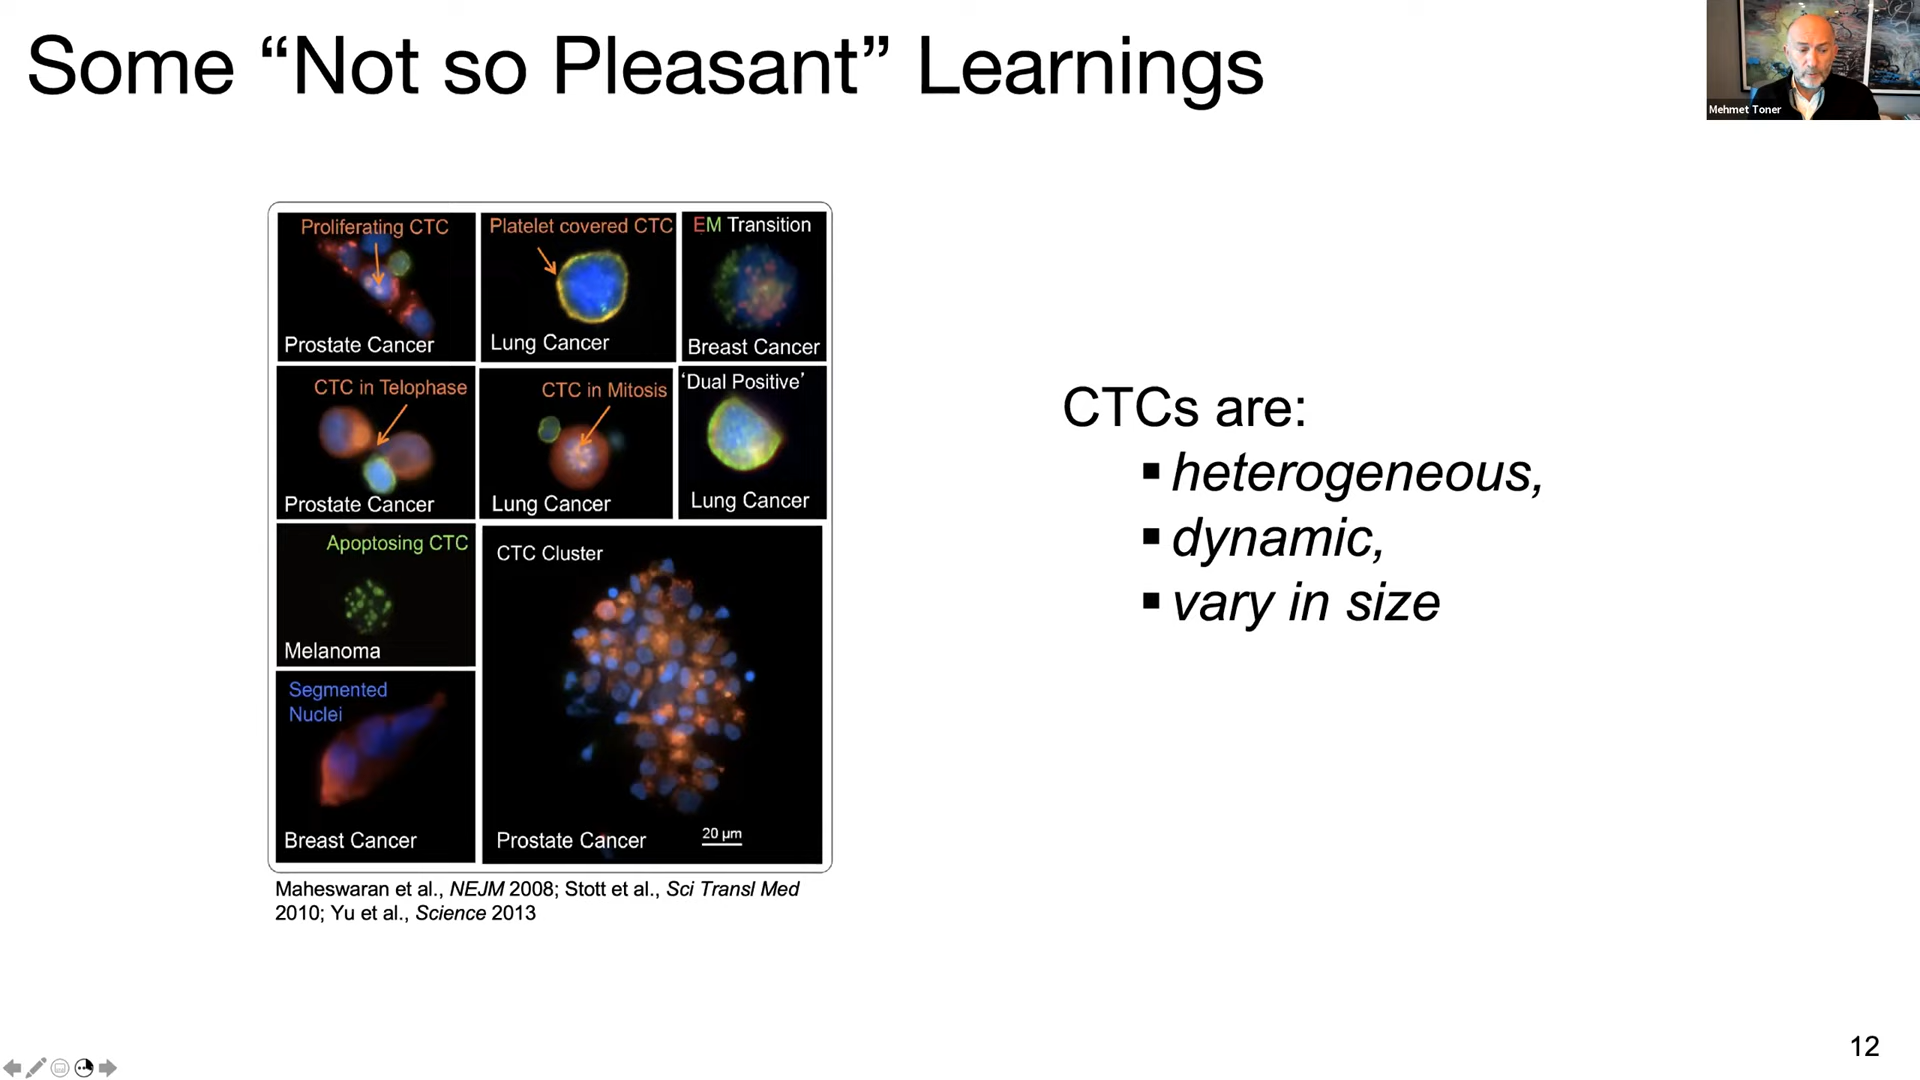 Some “Not so Pleasant” Learnings
Mehmet Toner
Proliferating CTC
Prostate Cancer
Platelet covered CTC
Lung Cancer
EM Transition
Breast Cancer
CTC in Telophase
Prostate Cancer
CTC in Mitosis
Lung Cancer
‘Dual Positive’
Lung Cancer
Apoptosing CTC
Melanoma
CTC Cluster
Prostate Cancer
20 µm
Segmented
Nuclei
Breast Cancer
Maheswaran et al., NEJM 2008; Stott et al., Sci Transl Med
2010; Yu et al., Science 2013
CTCs are:
▪ heterogeneous,
▪ dynamic,
▪ vary in size
12